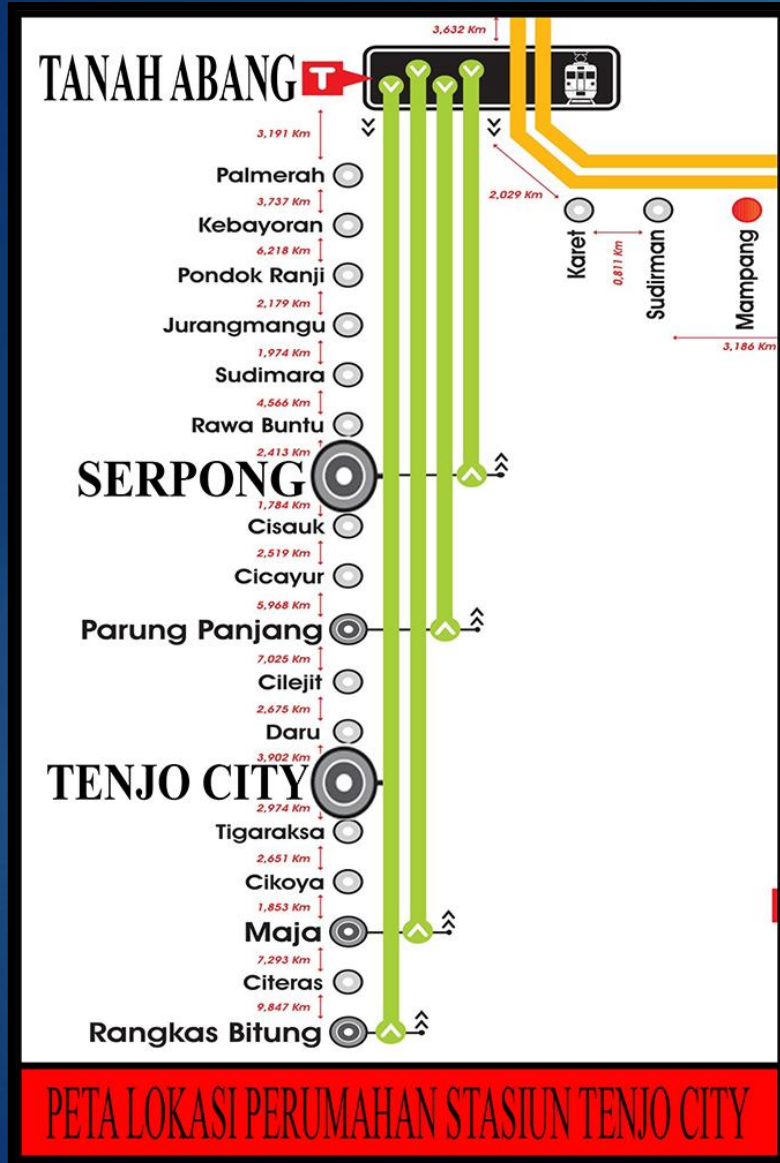 3,632 Km
TANAH ABANG T
3,191 Km
Palmerah
3,737 Km
Kebayoran
6,218 Km
Pondok Ranji
2,179 Km
Jurangmangu
1,974 Km
Sudimara
4,566 Km
Rawa Buntu
2,413 Km
SERPONG
1,784 Km
Cisauk
2,519 Km
Cicayur
5,968 Km
Parung Panjang
7,025 Km
Cilejit
2,675 Km
Daru
3,902 Km
TENJO CITY
2,974 Km
Tigaraksa
2,651 Km
Cikoya
1,853 Km
Maja
7,293 Km
Citeras
9,847 Km
Rangkas Bitung
2,029 Km
Karet
0,811 Km
Sudirman
Mampang
3,186 Km
PETA LOKASI PERUMAHAN STASIUN TENJO CITY